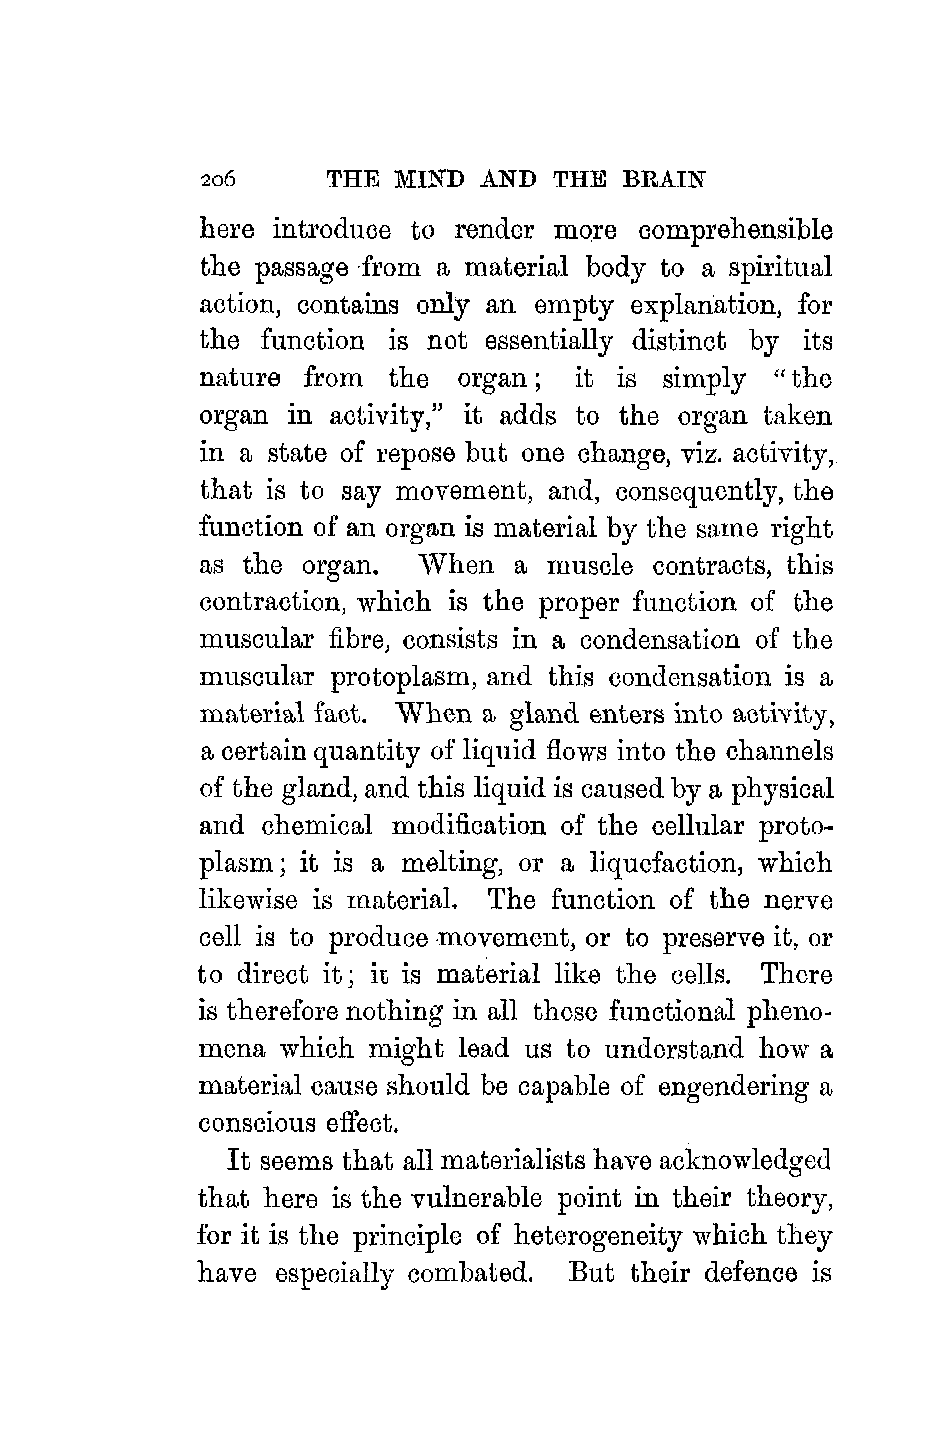 206 THE MIND AND THE BRAIN
here introduce to render more comprehensible
the passage from a material body to a spiritual
action, contains only an empty explanation, for
the function is not essentially distinct by its
nature from the organ; it is simply "the
organ in activity," it adds to the organ taken
in a state of repose but one change, viz. activity,
that is to say movement, and, consequently, the
function of an organ is material by the same right
as the organ. When a muscle contracts, this
contraction, which is the proper function of the
muscular fibre, consists in a condensation of the
muscular protoplasm, and this condensation is a
material fact. When a gland enters into activity,
a certain quantity of liquid flows into the channels
of the gland, and this liquid is caused by a physical
and chemical modification of the cellular proto-
plasm; it is a melting, or a liquefaction, which
likewise is material. The function of the nerve
cell is to produce movement, or to preserve it, or
to direct it; it is material like the cells. There
is therefore nothing in all those functional pheno-
mena which might lead us to understand how a
material cause should be capable of engendering a
conscious effect.
It seems that all materialists have acknowledged
that here is the vulnerable point in their theory,
for it is the principle of heterogeneity which they
have especially combated. But their defence is